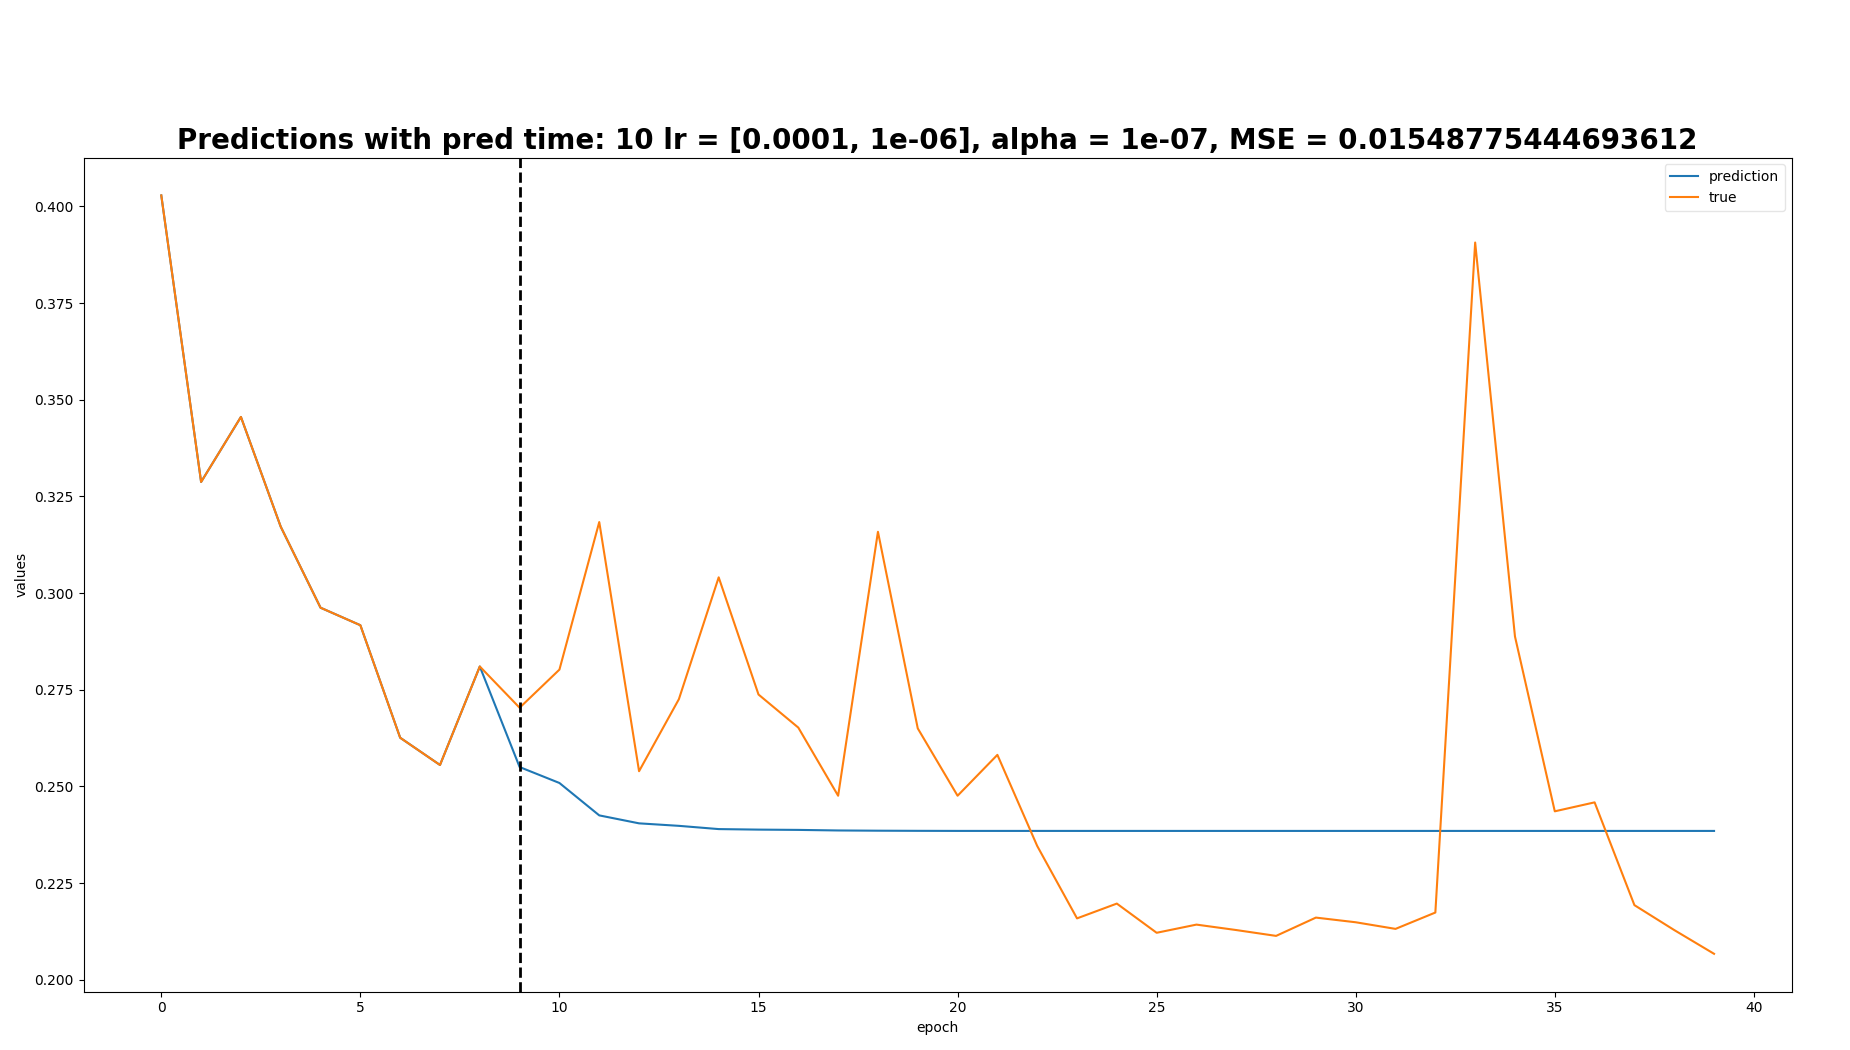 Predictions with pred time: 10 lr = [0.0001, 1e-06], alpha = 1e-07, MSE = 0.01548775444693612
prediction
true
0.400
0.375
0.350
0.325
0.300
0.275
0.250
0.225
0.200
values
0 5 10 15 20 25 30 35 40
epoch